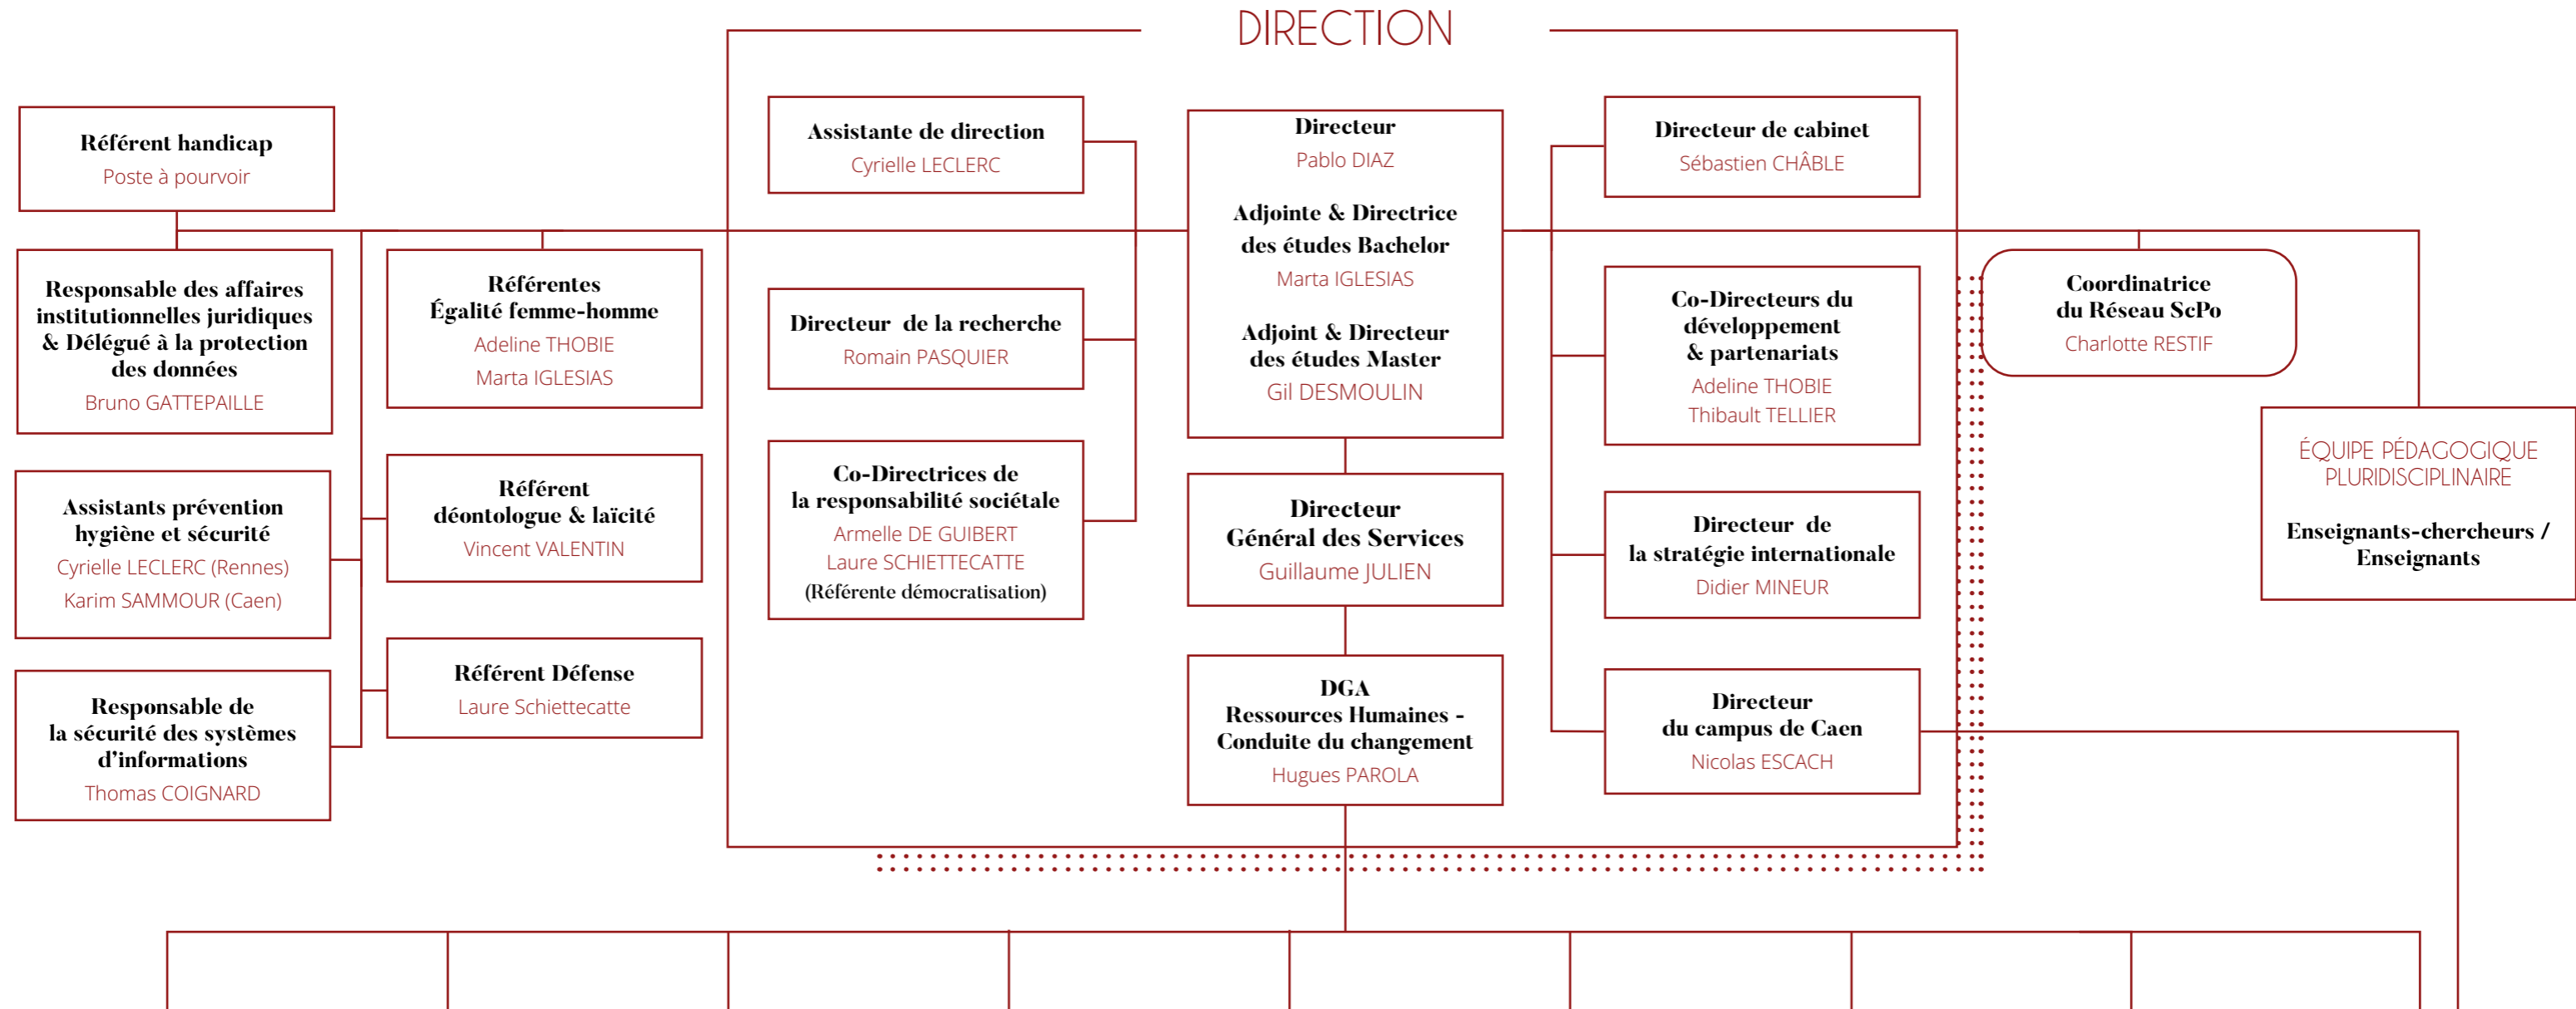 DIRECTION
Référent handicap
Poste à pourvoir
Responsable des affaires
institutionnelles juridiques
& Délégué à la protection
des données
Bruno GATTEPAILLE
Assistants prévention
hygiène et sécurité
Cyrielle LECLERC (Rennes)
Karim SAMMOUR (Caen)
Responsable de
la sécurité des systèmes
d'informations
Thomas COIGNARD
Référentes
Égalité femme-homme
Adeline THOBIE
Marta IGLESIAS
Référent
déontologue & laïcité
Vincent VALENTIN
Référent Défense
Laure Schiettecatte
Assistante de direction
Cyrielle LECLERC
Directeur de la recherche
Romain PASQUIER
Co-Directrices de
la responsabilité sociétale
Armelle DE GUIBERT
Laure SCHIETTECATTE
(Référente démocratisation)
Directeur
Pablo DIAZ
Adjointe & Directrice
des études Bachelor
Marta IGLESIAS
Adjoint & Directeur
des études Master
Gil DESMOULIN
Directeur
Général des Services
Guillaume JULIEN
DGA
Ressources Humaines -
Conduite du changement
Hugues PAROLA
Directeur de cabinet
Sébastien CHÂBLE
Co-Directeurs du
développement
& partenariats
Adeline THOBIE
Thibault TELLIER
Directeur de
la stratégie internationale
Didier MINEUR
Directeur
du campus de Caen
Nicolas ESCACH
Coordinatrice
du Réseau ScPo
Charlotte RESTIF
ÉQUIPE PÉDAGOGIQUE
PLURIDISCIPLINAIRE
Enseignants-chercheurs /
Enseignants